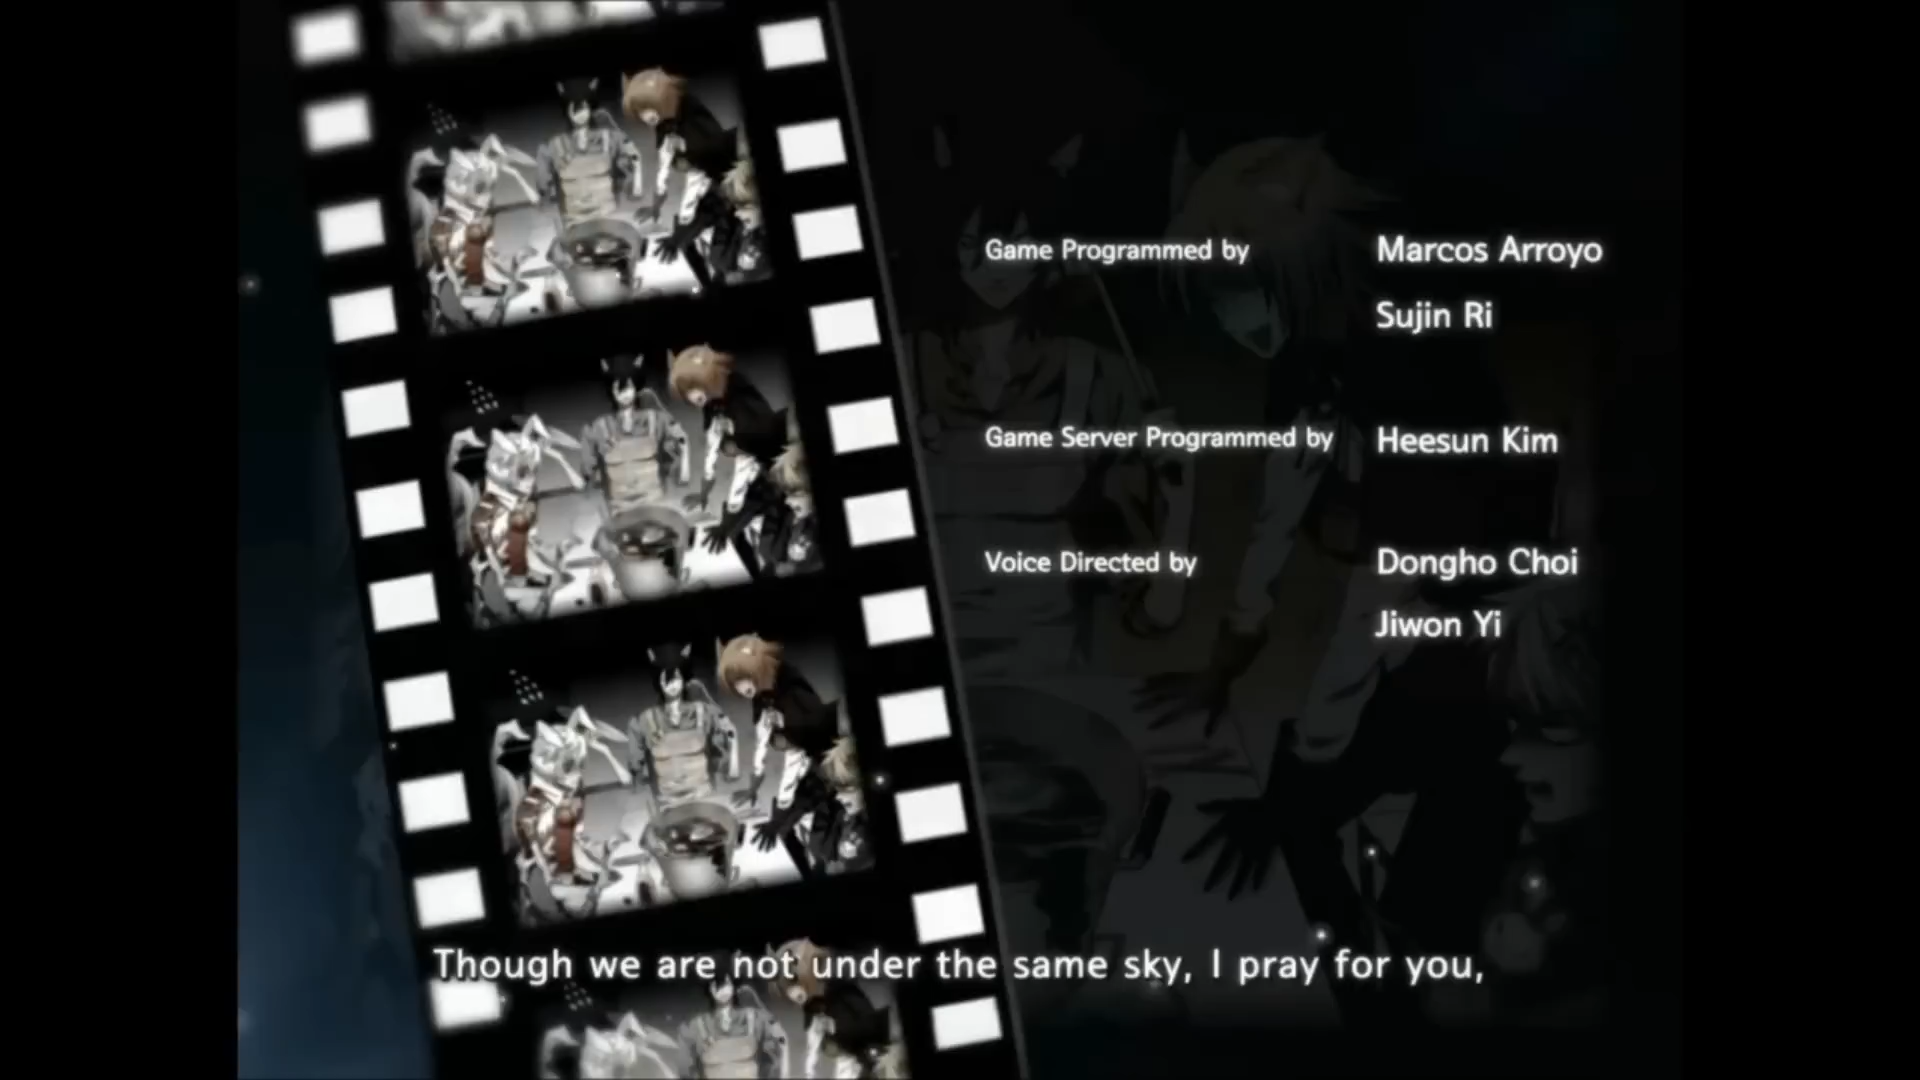 Game Programmed by Marcos Arroyo
Sujin Ri
Game Server Programmed by Heesun Kim
Voice Directed by Dongho Choi
Jiwon Yi
Though we are not under the same sky, I pray for you,